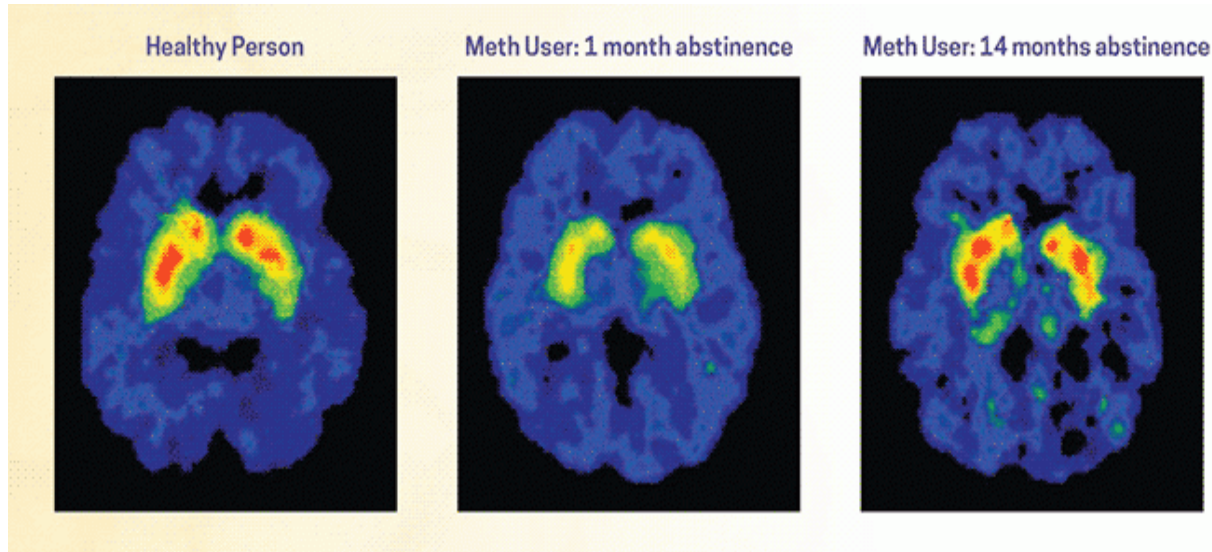 Healthy Person
Meth User: 1 month abstinence
Meth User: 14 months abstinence